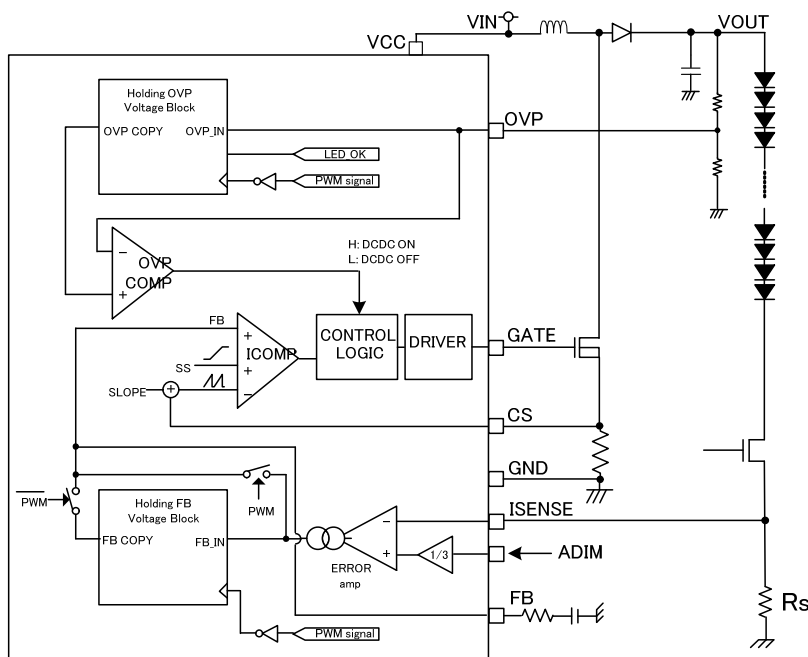 VIN
VCC
VOUT
Holding OVP
Voltage Block
OVP COPY
OVP_IN
LED_OK
PWM signal
OVP
−
OVP
COMP
+
H: DCDC ON
L: DCDC OFF
FB
+
ICOMP
SS
+
SLOPE
+
−
CONTROL
LOGIC
DRIVER
GATE
CS
GND
PWM
PWM
Holding FB
Voltage Block
FB COPY
FB_IN
−
+
ERROR
amp
1/3
ISENSE
ADIM
FB
PWM signal
Rs